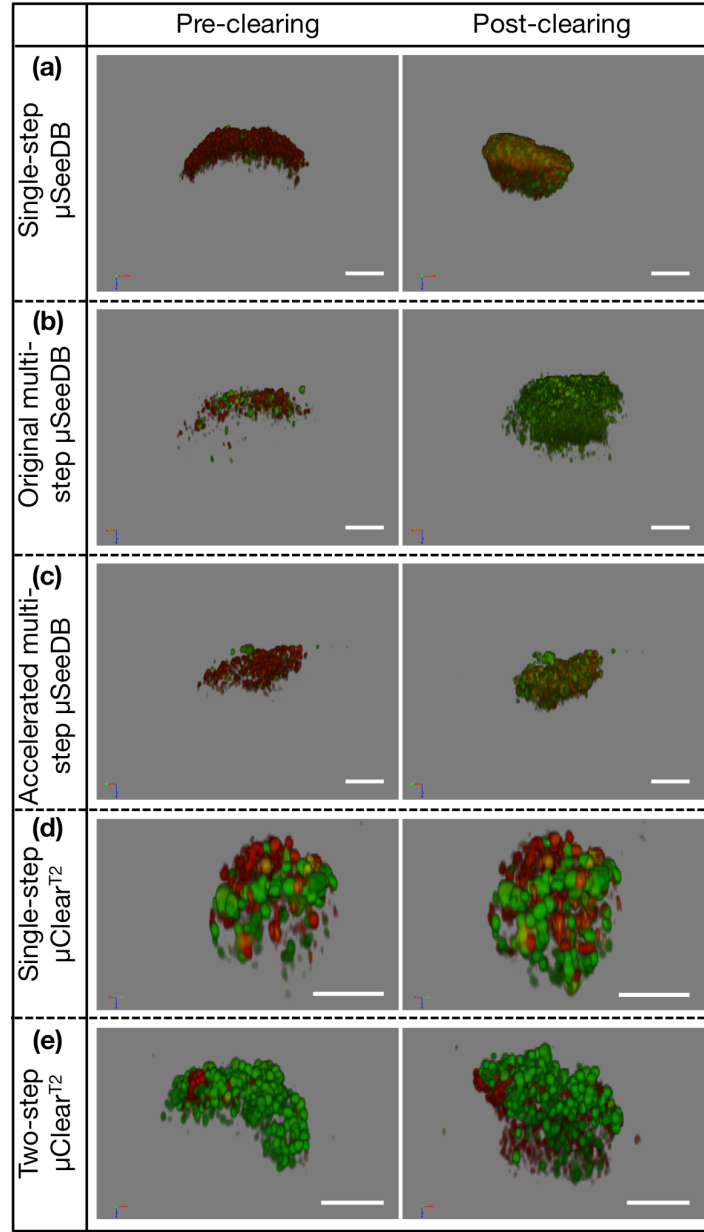 Pre-clearing
Post-clearing
(a)
Single-step
µSeeDB
(b)
Original multi-
step µSeeDB
(c)
Accelerated multi-
step µSeeDB
(d)
Single-step
µClearᵀ²
(e)
Two-step
µClearᵀ²